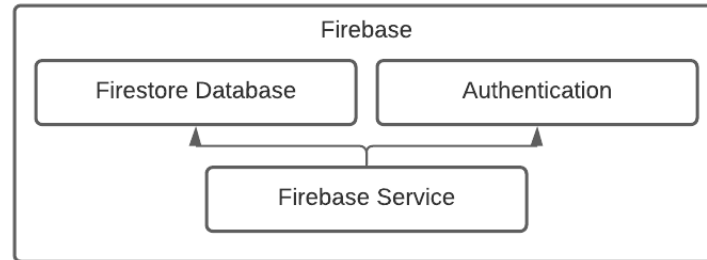 Firebase
Firestore Database
Authentication
Firebase Service